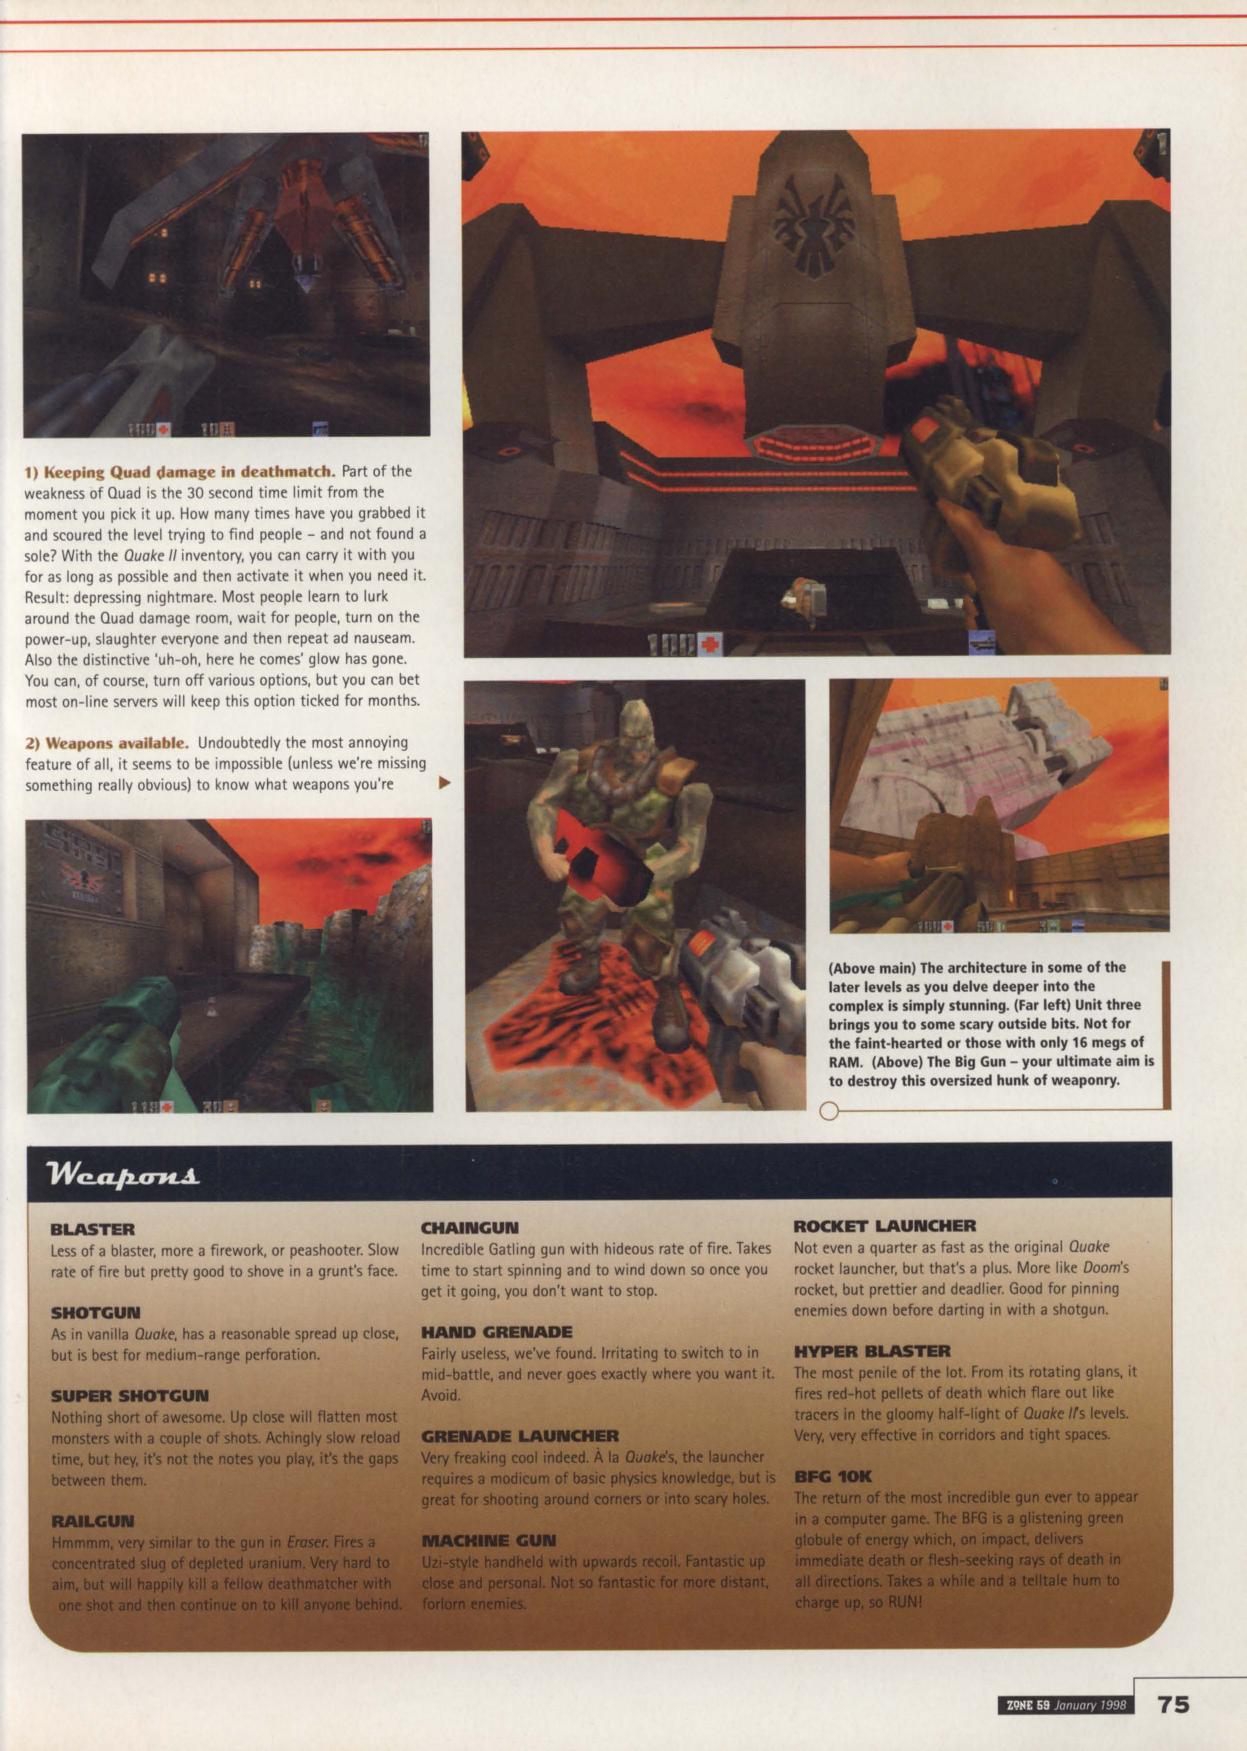 1) Keeping Quad damage in deathmatch. Part of the
weakness of Quad is the 30 second time limit from the
moment you pick it up. How many times have you grabbed it
and scoured the level trying to find people – and not found a
sole? With the Quake II inventory, you can carry it with you
for as long as possible and then activate it when you need it.
Result: depressing nightmare. Most people learn to lurk
around the Quad damage room, wait for people, turn on the
power-up, slaughter everyone and then repeat ad nauseam.
Also the distinctive 'uh-oh, here he comes' glow has gone.
You can, of course, turn off various options, but you can bet
most on-line servers will keep this option ticked for months.
2) Weapons available. Undoubtedly the most annoying
feature of all, it seems to be impossible (unless we're missing
something really obvious) to know what weapons you're
(Above main) The architecture in some of the
later levels as you delve deeper into the
complex is simply stunning. (Far left) Unit three
brings you to some scary outside bits. Not for
the faint-hearted or those with only 16 megs of
RAM. (Above) The Big Gun – your ultimate aim is
to destroy this oversized hunk of weaponry.
Weapons
BLASTER
Less of a blaster, more a firework, or peashooter. Slow
rate of fire but pretty good to shove in a grunt's face.
SHOTGUN
As in vanilla Quake, has a reasonable spread up close,
but is best for medium-range perforation.
SUPER SHOTGUN
Nothing short of awesome. Up close will flatten most
monsters with a couple of shots. Achingly slow reload
time, but hey, it's not the notes you play, it's the gaps
between them.
RAILGUN
Hmmmm, very similar to the gun in Eraser. Fires a
concentrated slug of depleted uranium. Very hard to
aim, but will happily kill a fellow deathmatcher with
one shot and then continue on to kill anyone behind.
CHAINGUN
Incredible Gatling gun with hideous rate of fire. Takes
time to start spinning and to wind down so once you
get it going, you don't want to stop.
HAND GRENADE
Fairly useless, we've found. Irritating to switch to in
mid-battle, and never goes exactly where you want it.
Avoid.
GRENADE LAUNCHER
Very freaking cool indeed. À la Quake's, the launcher
requires a modicum of basic physics knowledge, but is
great for shooting around corners or into scary holes.
MACHINE GUN
Uzi-style handheld with upwards recoil. Fantastic up
close and personal. Not so fantastic for more distant,
forlorn enemies.
ROCKET LAUNCHER
Not even a quarter as fast as the original Quake
rocket launcher, but that's a plus. More like Doom's
rocket, but prettier and deadlier. Good for pinning
enemies down before darting in with a shotgun.
HYPER BLASTER
The most penile of the lot. From its rotating glans, it
fires red-hot pellets of death which flare out like
tracers in the gloomy half-light of Quake II's levels.
Very, very effective in corridors and tight spaces.
BFG 10K
The return of the most incredible gun ever to appear
in a computer game. The BFG is a glistening green
globule of energy which, on impact, delivers
immediate death or flesh-seeking rays of death in
all directions. Takes a while and a telltale hum to
charge up, so RUN!
ZONE 59 January 1998 75